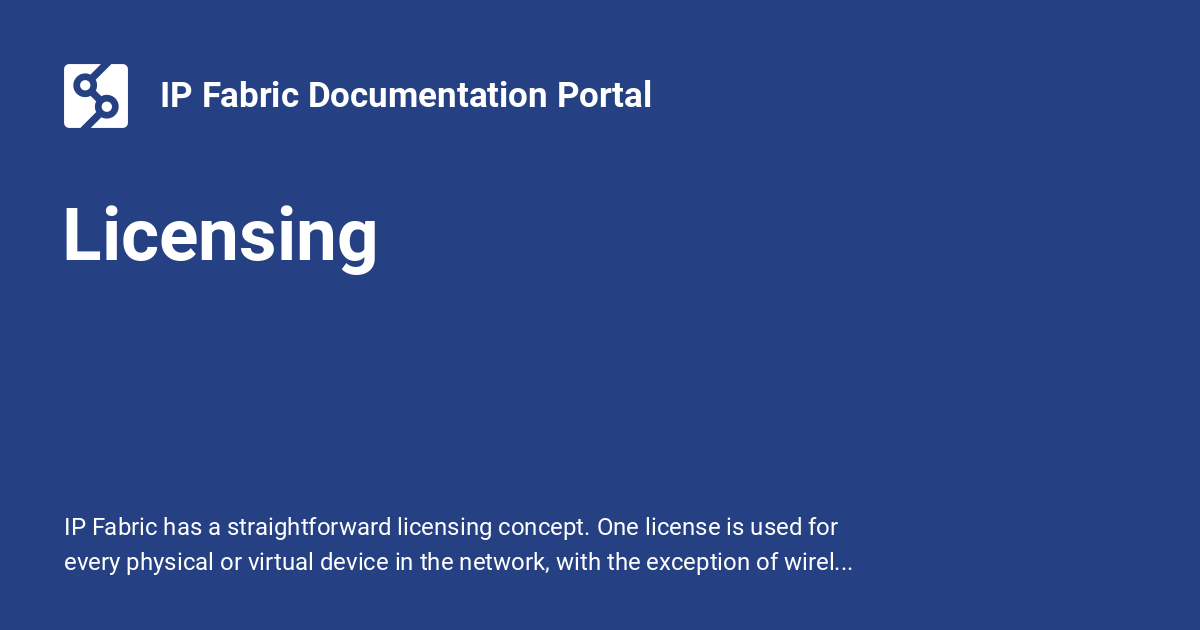 IP Fabric Documentation Portal
Licensing
IP Fabric has a straightforward licensing concept. One license is used for
every physical or virtual device in the network, with the exception of wirel...